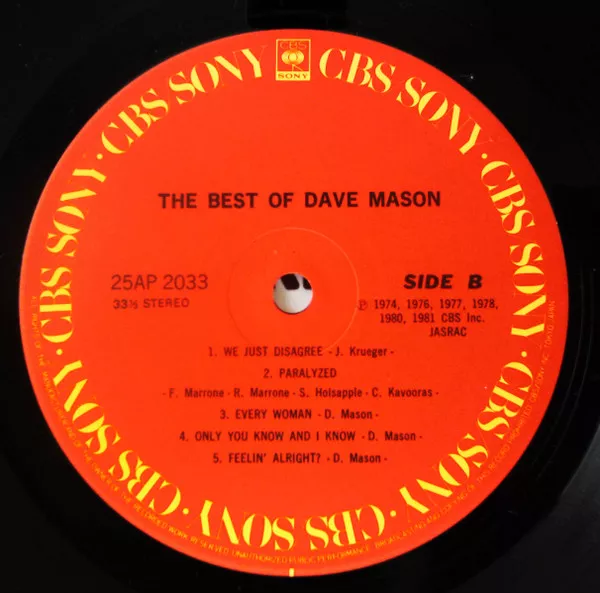 CBS
SONY
CBS SONY · CBS SONY · CBS SONY · CBS SONY · CBS SONY · CBS SONY · CBS SONY · CBS SONY
THE BEST OF DAVE MASON
25AP 2033
33⅓ STEREO
SIDE B
℗ 1974, 1976, 1977, 1978,
1980, 1981 CBS Inc.
JASRAC
1. WE JUST DISAGREE - J. Krueger -
2. PARALYZED
- F. Marrone - R. Marrone - S. Holsapple - C. Kavooras -
3. EVERY WOMAN - D. Mason -
4. ONLY YOU KNOW AND I KNOW - D. Mason -
5. FEELIN' ALRIGHT? - D. Mason -